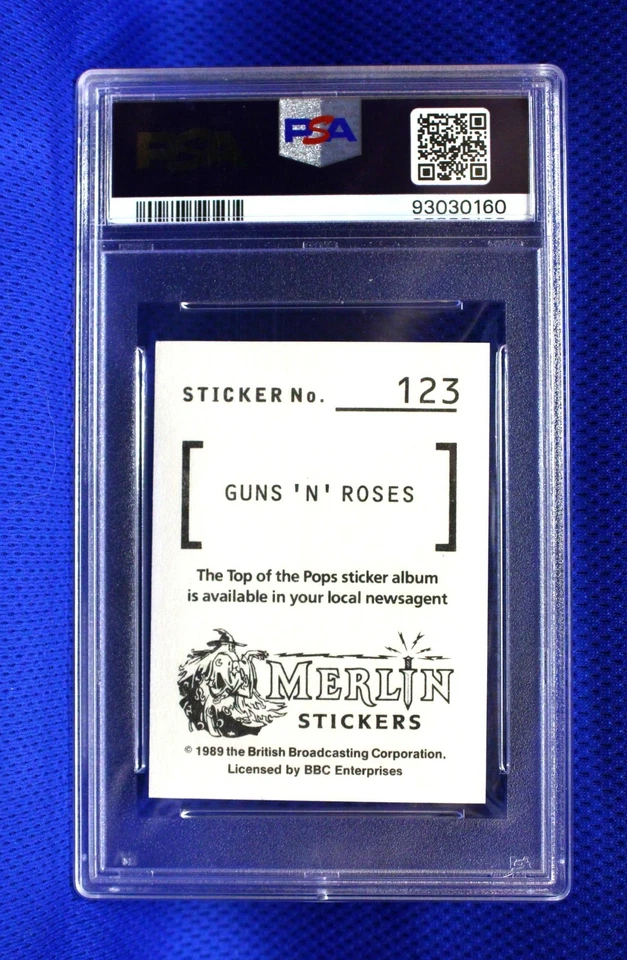 PSA
PSA
93030160
STICKER No. 123
GUNS 'N' ROSES
The Top of the Pops sticker album
is available in your local newsagent
MERLIN
STICKERS
© 1989 the British Broadcasting Corporation.
Licensed by BBC Enterprises